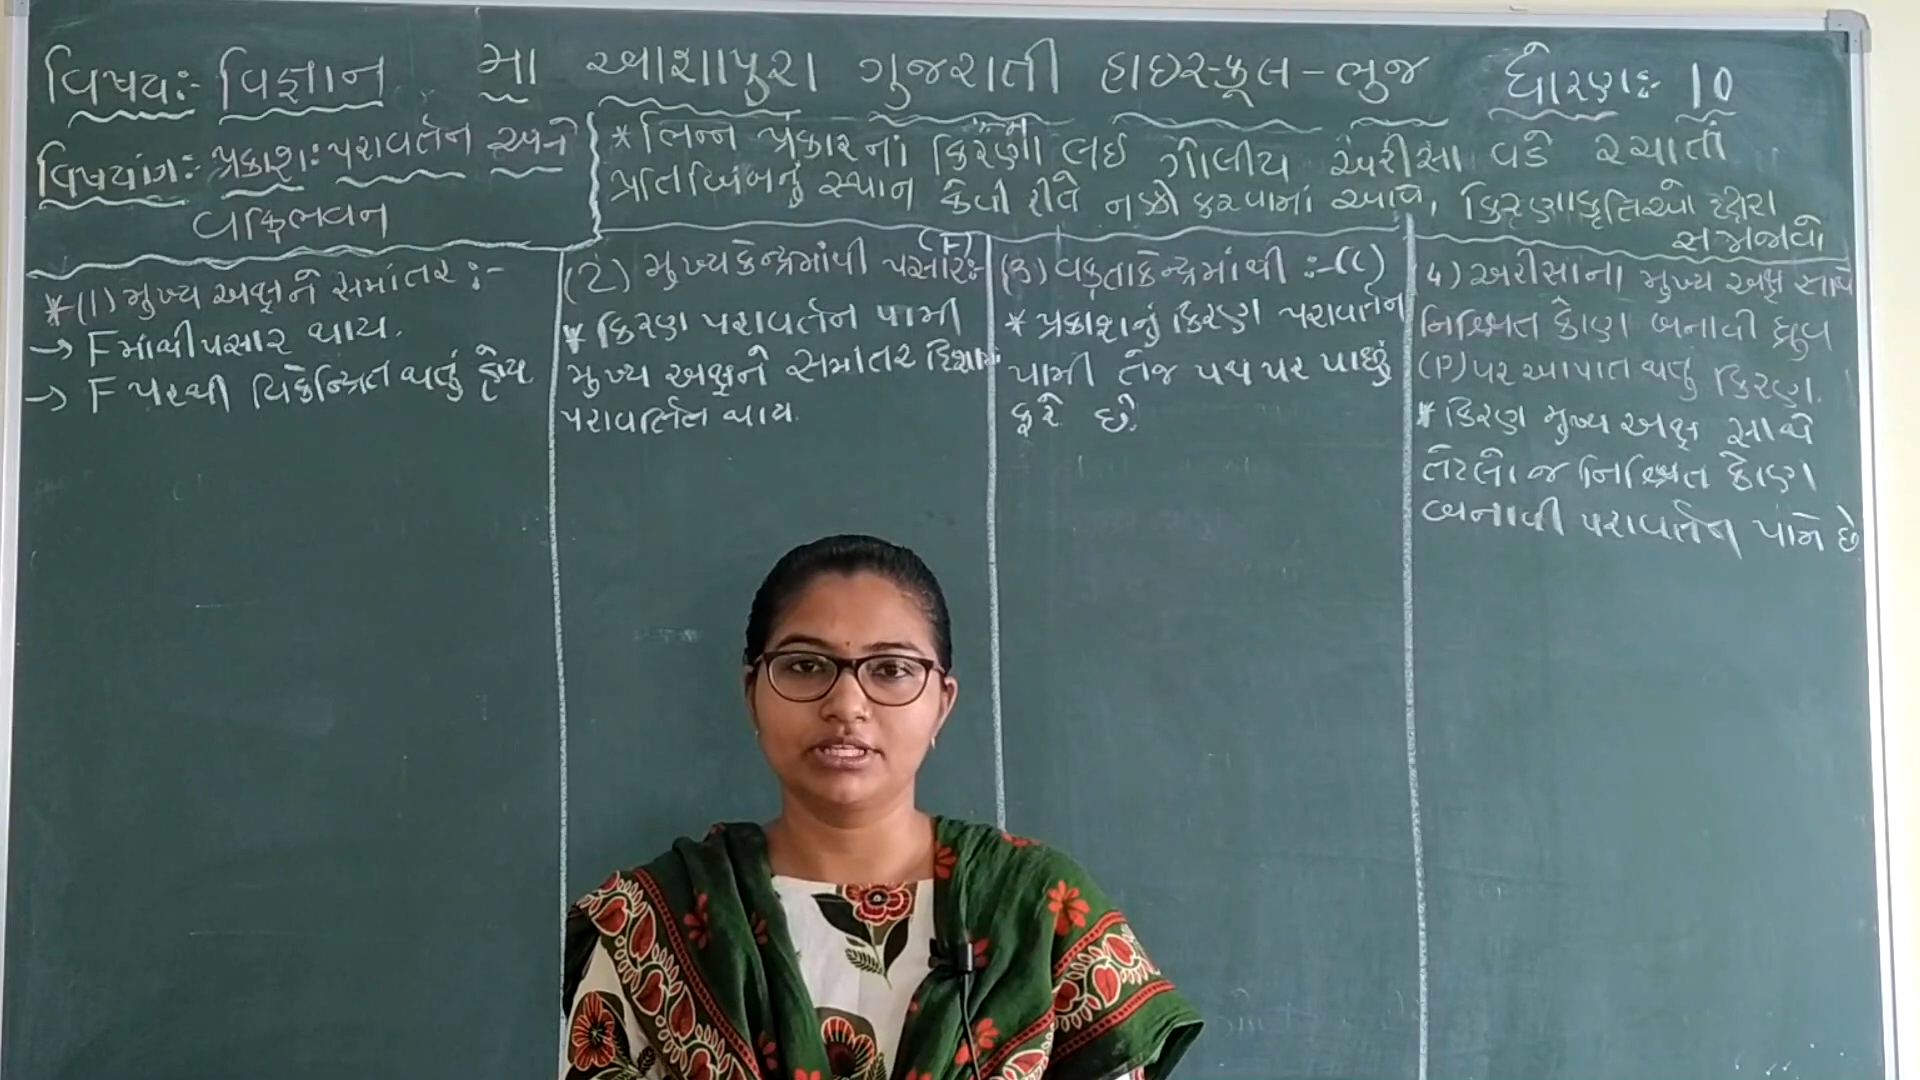 વિષય:- વિજ્ઞાન મા આશાપુરા ગુજરાતી હાઇસ્કૂલ - ભુજ ધોરણ:- 10
વિષયાંગ:- પ્રકાશ: પરાવર્તન અને
વક્રિભવન
* ભિન્ન પ્રકારનાં કિરણો લઈ ગોલીય અરીસા વડે રચાતાં
પ્રતિબિંબનું સ્થાન કેવી રીતે નક્કી કરવામાં આવે, કિરણાકૃતિઓ દ્વારા
સમજાવો
* (1) મુખ્ય અક્ષને સમાંતર :-
→ F માંથી પસાર થાય.
→ F પરથી વિકેન્દ્રિત થતું હોય
(2) મુખ્યકેન્દ્રમાંથી (F) પસાર:-
* કિરણ પરાવર્તન પામી
મુખ્ય અક્ષને સમાંતર દિશામાં
પરાવર્તિત થાય.
(3) વક્રતાકેન્દ્રમાંથી :- (C)
* પ્રકાશનું કિરણ પરાવર્તન
પામી તેજ પથ પર પાછું
ફરે છે.
4) અરીસાના મુખ્ય અક્ષ સાથે
નિશ્ચિત કોણ બનાવી ધ્રુવ
(P) પર આપાત થતું કિરણ.
* કિરણ મુખ્ય અક્ષ સાથે
તેટલો જ નિશ્ચિત કોણ
બનાવી પરાવર્તન પામે છે